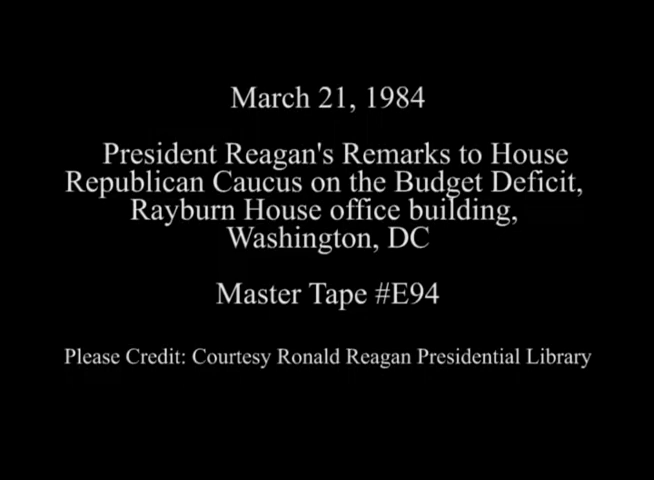 March 21, 1984
President Reagan's Remarks to House
Republican Caucus on the Budget Deficit,
Rayburn House office building,
Washington, DC
Master Tape #E94
Please Credit: Courtesy Ronald Reagan Presidential Library